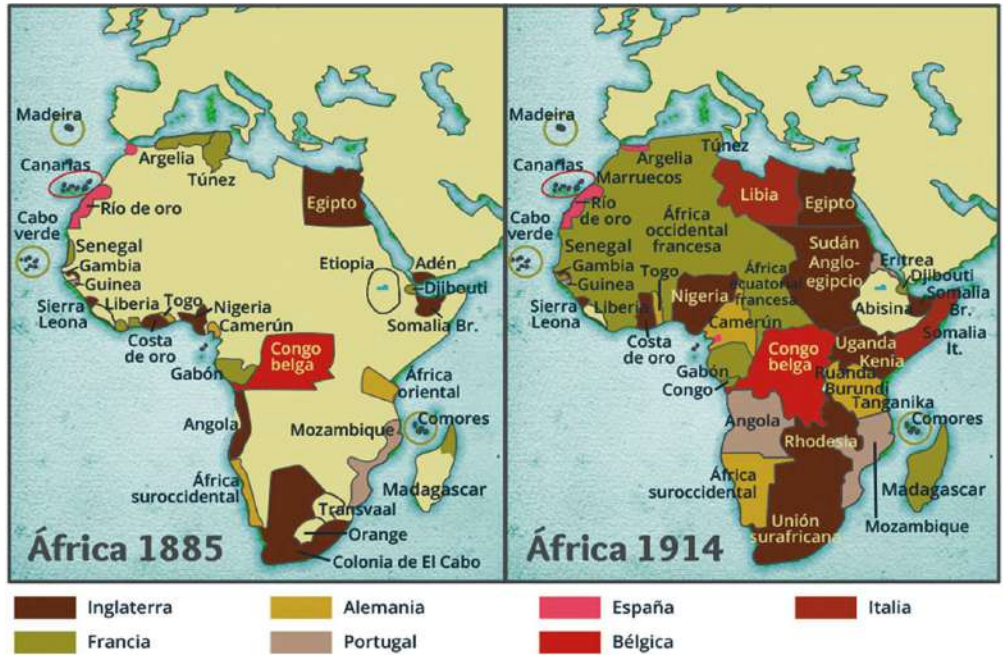 Madeira
Canarias
Cabo
verde
Argelia
Túnez
Río de oro
Egipto
Senegal
Gambia
Guinea
Sierra
Leona
Liberia
Togo
Nigeria
Costa
de oro
Camerún
Etiopia
Adén
Djibouti
Somalia Br.
Gabón
Congo
belga
África
oriental
Angola
Mozambique
Comores
África
suroccidental
Madagascar
Transvaal
Orange
Colonia de El Cabo
África 1885
Madeira
Canarias
Cabo
verde
Túnez
Argelia
Marruecos
Río de
oro
Libia
Egipto
África
occidental
francesa
Senegal
Gambia
Guinea
Sierra
Leona
Liberia
Togo
Costa
de oro
Nigeria
África
ecuatorial
francesa
Camerún
Sudán
Anglo-
egipcio
Eritrea
Djibouti
Somalia
Br.
Abisina
Somalia
It.
Uganda
Kenia
Gabón
Congo
Congo
belga
Ruanda
Burundi
Tanganika
Comores
Angola
Rhodesia
África
suroccidental
Madagascar
Mozambique
Unión
surafricana
África 1914
Inglaterra
Alemania
España
Italia
Francia
Portugal
Bélgica